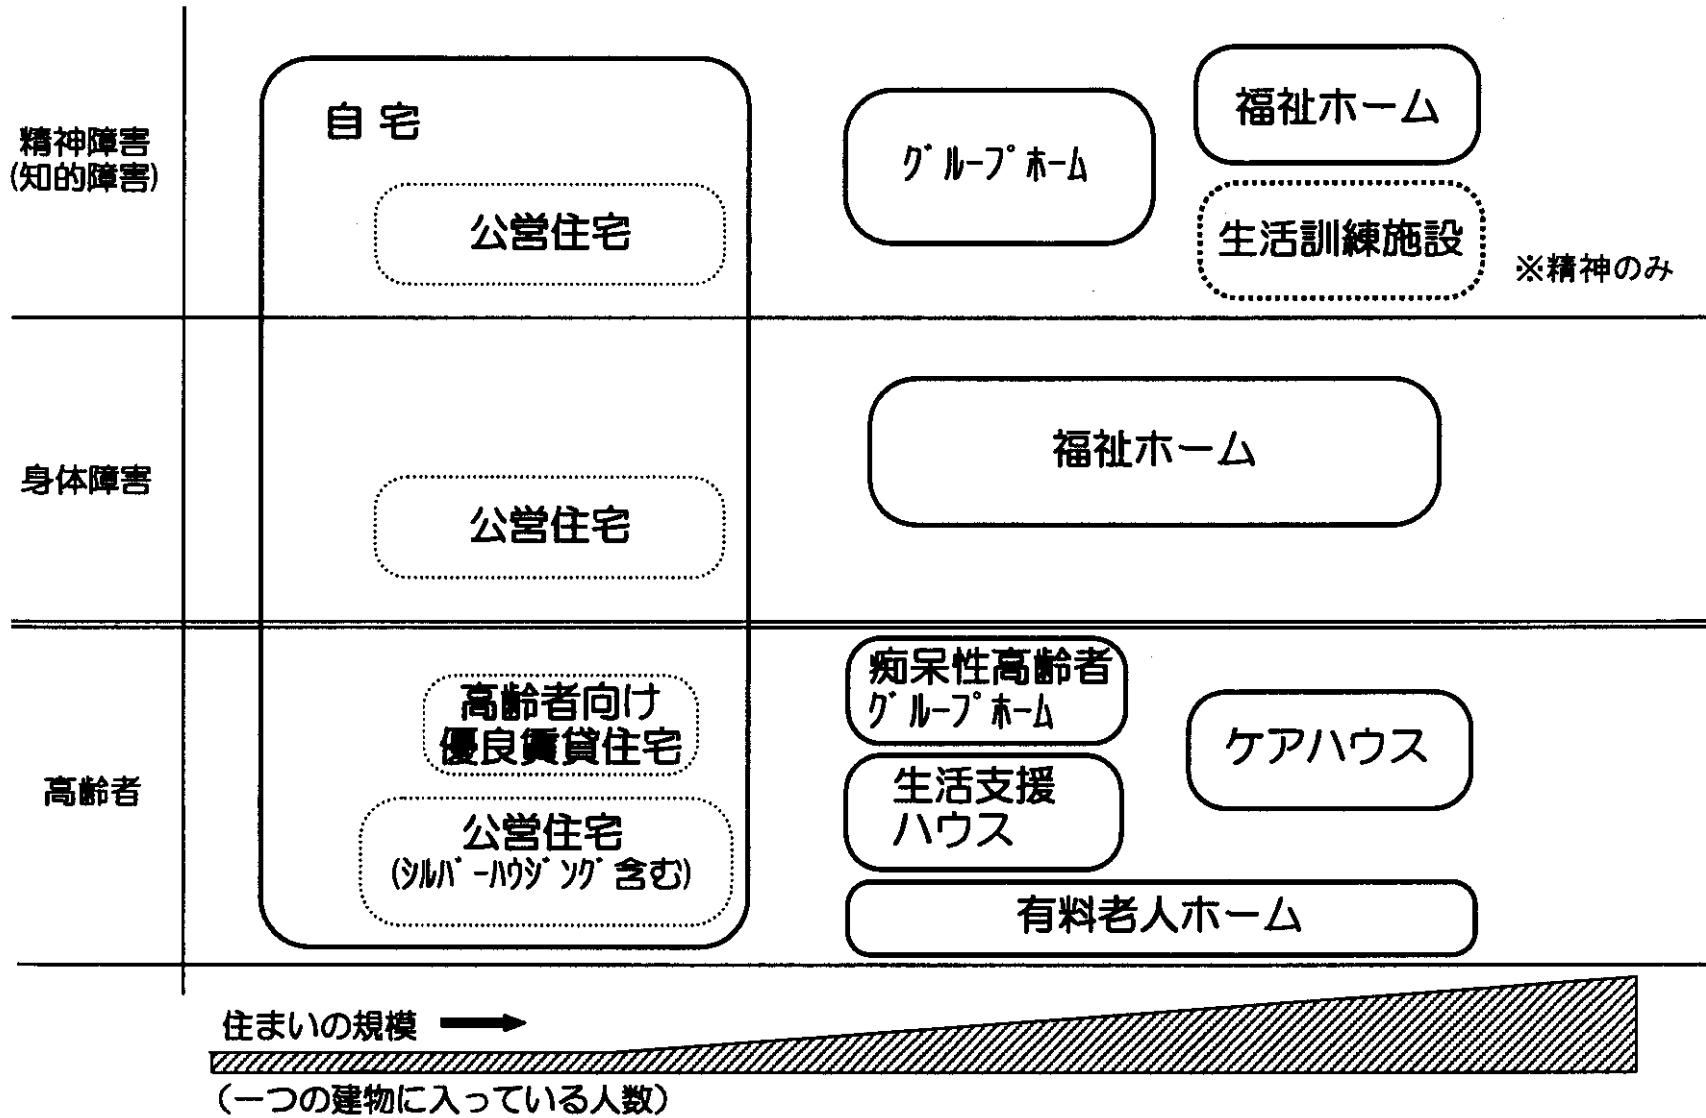 精神障害
(知的障害)
自宅
公営住宅
グループホーム
福祉ホーム
生活訓練施設
※精神のみ
身体障害
公営住宅
福祉ホーム
高齢者
高齢者向け
優良賃貸住宅
公営住宅
(シルバーハウジング含む)
痴呆性高齢者
グループホーム
生活支援
ハウス
ケアハウス
有料老人ホーム
住まいの規模
(一つの建物に入っている人数)